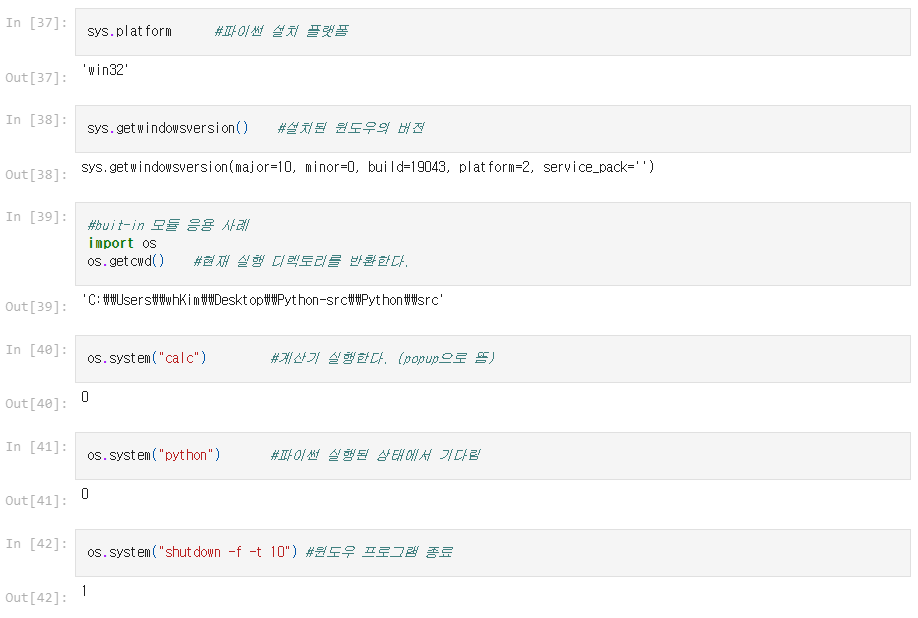 In [37]:
sys.platform #파이썬 설치 플랫폼
Out[37]:
'win32'
In [38]:
sys.getwindowsversion() #설치된 윈도우의 버전
Out[38]:
sys.getwindowsversion(major=10, minor=0, build=19043, platform=2, service_pack='')
In [39]:
#buit-in 모듈 응용 사례
import os
os.getcwd() #현재 실행 디렉토리를 반환한다.
Out[39]:
'C:₩₩Users₩₩whKim₩₩Desktop₩₩Python-src₩₩Python₩₩src'
In [40]:
os.system("calc") #계산기 실행한다. (popup으로 뜸)
Out[40]:
0
In [41]:
os.system("python") #파이썬 실행된 상태에서 기다림
Out[41]:
0
In [42]:
os.system("shutdown -f -t 10") #윈도우 프로그램 종료
Out[42]:
1